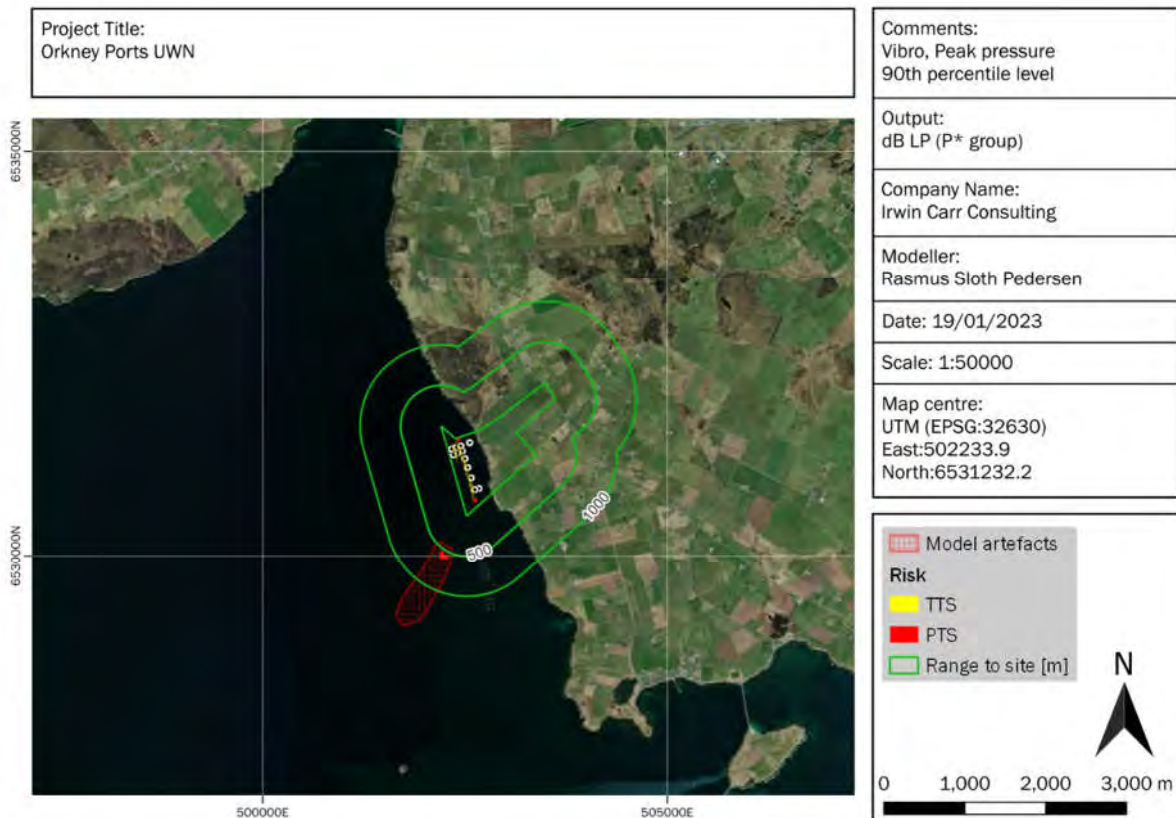 Project Title:
Orkney Ports UWN
Comments:
Vibro, Peak pressure
90th percentile level
Output:
dB LP (P* group)
Company Name:
Irwin Carr Consulting
Modeller:
Rasmus Sloth Pedersen
Date: 19/01/2023
Scale: 1:50000
Map centre:
UTM (EPSG:32630)
East:502233.9
North:6531232.2
6535000N
6530000N
1000
500
500000E
505000E
Model artefacts
Risk
TTS
PTS
Range to site [m]
N
0 1,000 2,000 3,000 m